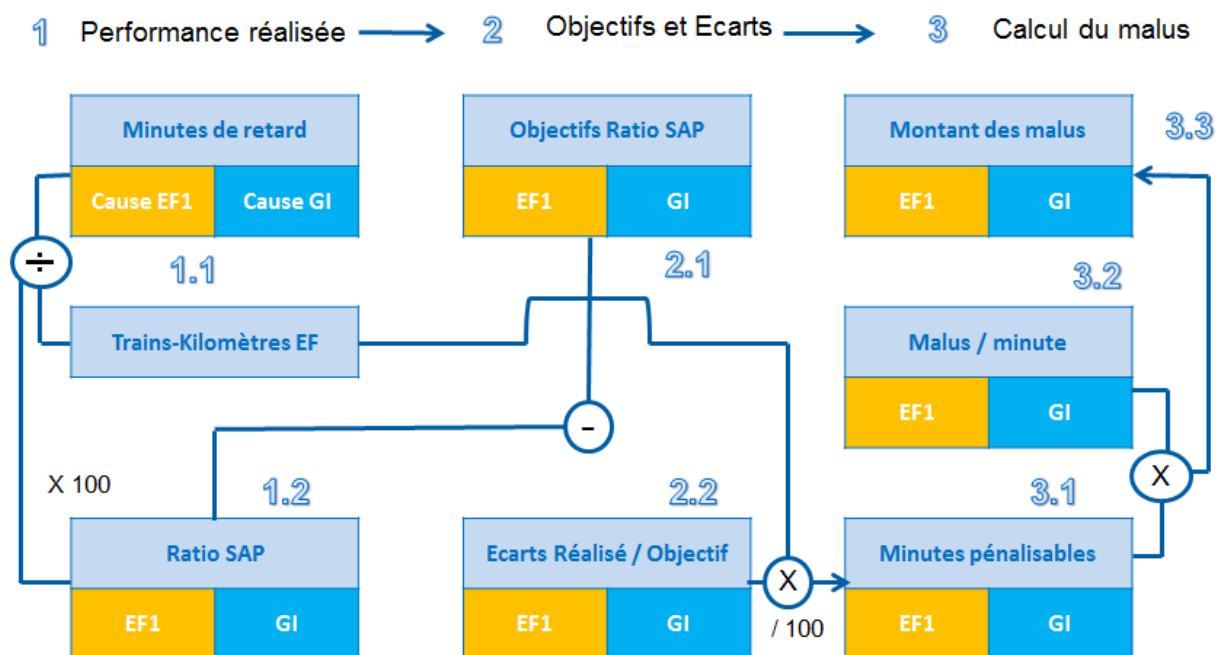 1 Performance réalisée
2 Objectifs et Ecarts
3 Calcul du malus
Minutes de retard
Cause EF1 Cause GI
÷
1.1
Trains-Kilomètres EF
X 100
1.2
Ratio SAP
EF1 GI
Objectifs Ratio SAP
EF1 GI
2.1
-
2.2
Ecarts Réalisé / Objectif
EF1 GI
X
/ 100
Montant des malus
EF1 GI
3.3
3.2
Malus / minute
EF1 GI
X
3.1
Minutes pénalisables
EF1 GI